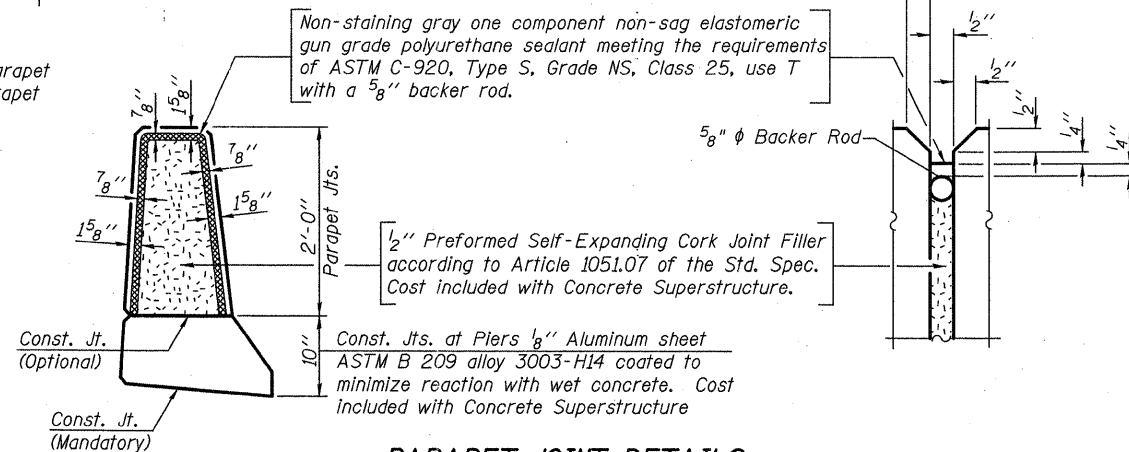 Non-staining gray one component non-sag elastomeric
gun grade polyurethane sealant meeting the requirements
of ASTM C-920, Type S, Grade NS, Class 25, use T
with a 5/8" backer rod.
arapet
apet
7/8"
1 5/8"
7/8"
7/8"
1 5/8"
1 5/8"
2'-0"
Parapet Jts.
1/2"
1/2"
1/2"
1/4"
1/4"
5/8" ϕ Backer Rod
1/2" Preformed Self-Expanding Cork Joint Filler
according to Article 1051.07 of the Std. Spec.
Cost included with Concrete Superstructure.
Const. Jt.
(Optional)
10"
Const. Jts. at Piers 1/8" Aluminum sheet
ASTM B 209 alloy 3003-H14 coated to
minimize reaction with wet concrete. Cost
included with Concrete Superstructure
Const. Jt.
(Mandatory)
PARAPET JOINT DETAILS